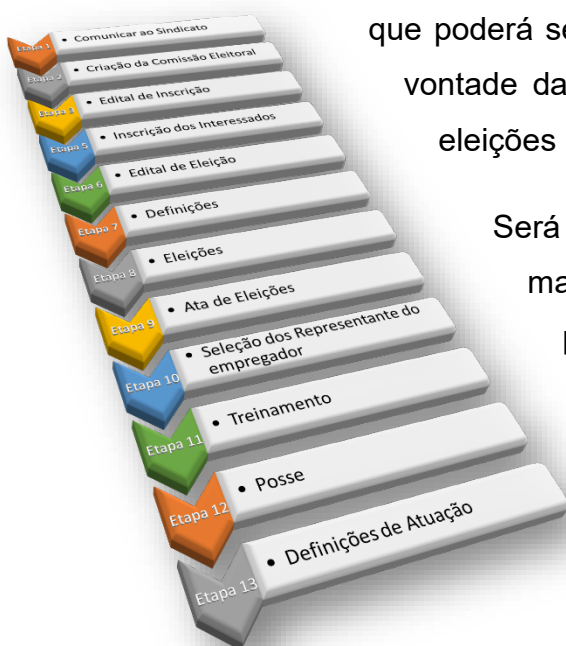 que poderá se
vontade da
eleições
Será
ma
Etapa 1
• Comunicar ao Sindicato
Etapa 2
• Criação da Comissão Eleitoral
Etapa
• Edital de Inscrição
Etapa 5
• Inscrição dos Interessados
Etapa 6
• Edital de Eleição
Etapa 7
• Definições
Etapa 8
• Eleições
Etapa 9
• Ata de Eleições
Etapa 10
• Seleção dos Representante do
empregador
Etapa 11
• Treinamento
Etapa 12
• Posse
Etapa 13
• Definições de Atuação